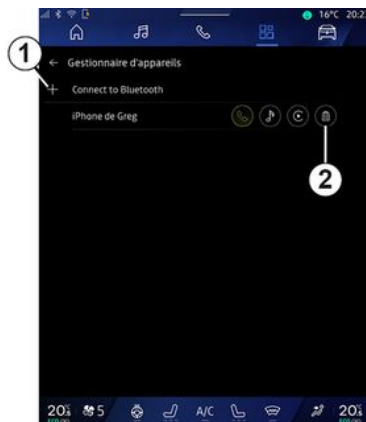 16°C 20:2
1
Gestionnaire d'appareils
Connect to Bluetooth
iPhone de Greg
2
20 5 A/C 20